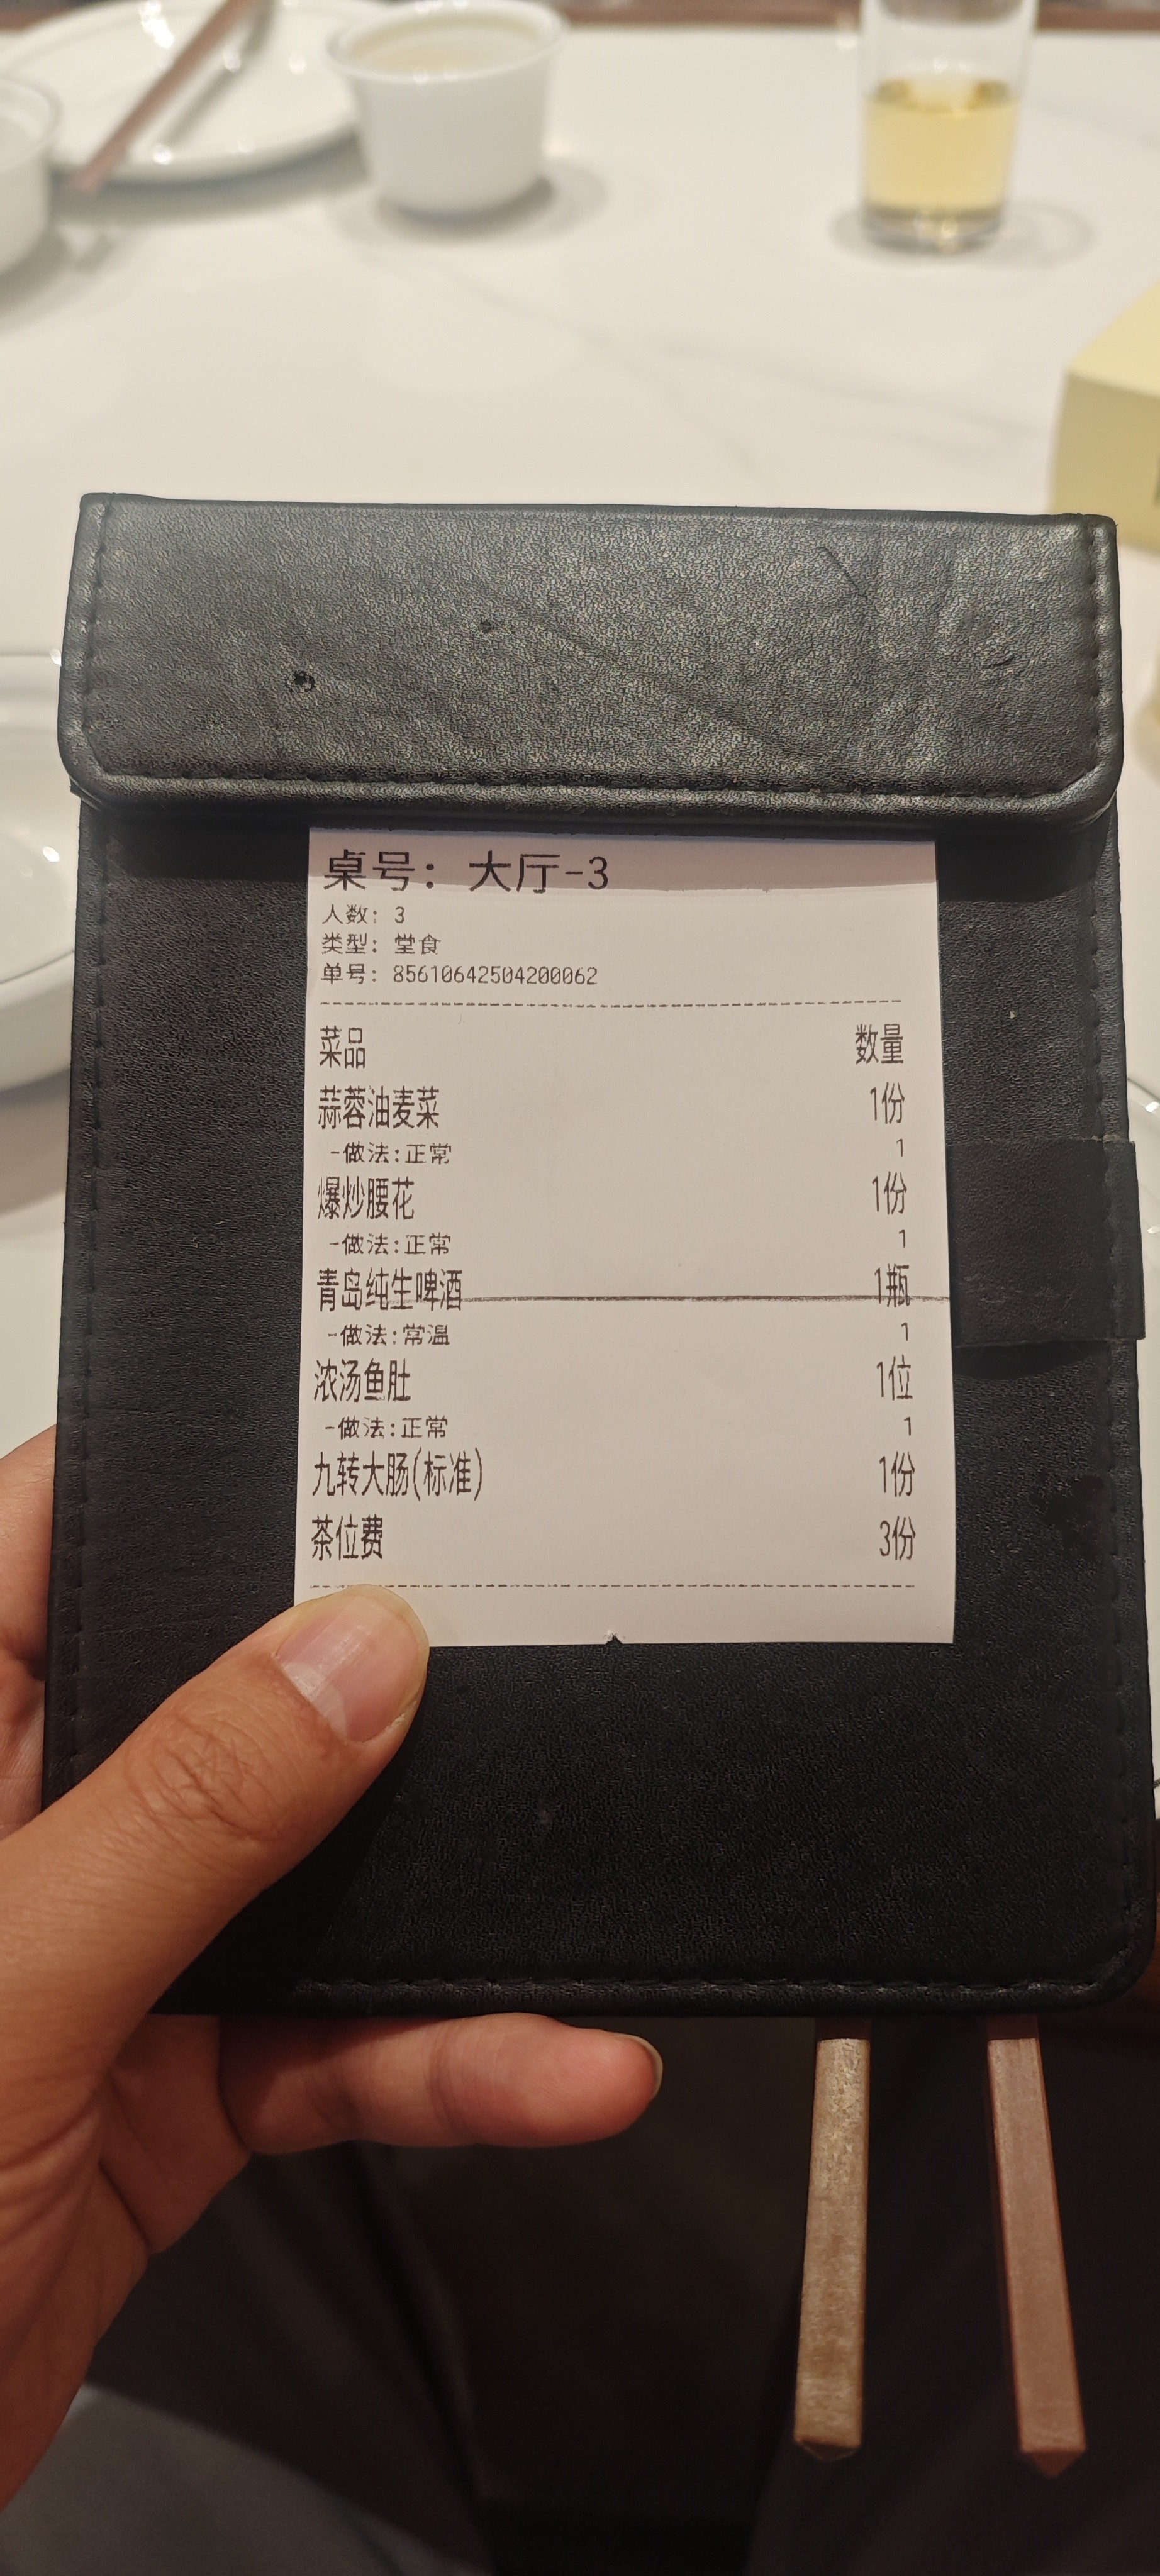 桌号：大厅-3
人数：3
类型：堂食
单号：85610642504200062
菜品 数量
蒜蓉油麦菜 1份
-做法:正常 1
爆炒腰花 1份
-做法:正常 1
青岛纯生啤酒 1瓶
-做法:常温 1
浓汤鱼肚 1位
-做法:正常 1
九转大肠(标准) 1份
茶位费 3份